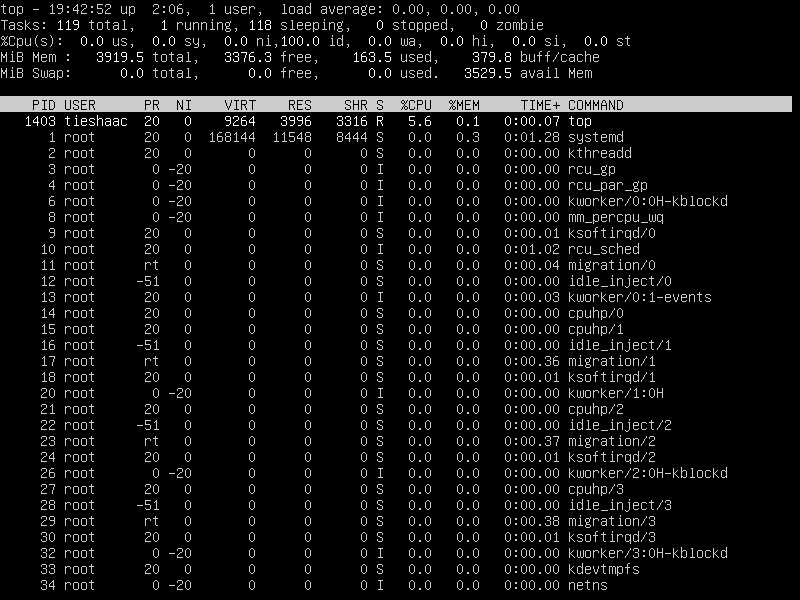 top - 19:42:52 up  2:06,  1 user,  load average: 0.00, 0.00, 0.00
Tasks: 119 total,   1 running, 118 sleeping,   0 stopped,   0 zombie
%Cpu(s):  0.0 us,  0.0 sy,  0.0 ni,100.0 id,  0.0 wa,  0.0 hi,  0.0 si,  0.0 st
MiB Mem :   3919.5 total,   3376.3 free,    163.5 used,    379.8 buff/cache
MiB Swap:      0.0 total,      0.0 free,      0.0 used.   3529.5 avail Mem
    PID USER      PR  NI    VIRT    RES    SHR S  %CPU  %MEM     TIME+ COMMAND
   1403 tieshaac  20   0    9264   3996   3316 R   5.6   0.1   0:00.07 top
      1 root      20   0  168144  11548   8444 S   0.0   0.3   0:01.28 systemd
      2 root      20   0       0      0      0 S   0.0   0.0   0:00.00 kthreadd
      3 root       0 -20       0      0      0 I   0.0   0.0   0:00.00 rcu_gp
      4 root       0 -20       0      0      0 I   0.0   0.0   0:00.00 rcu_par_gp
      6 root       0 -20       0      0      0 I   0.0   0.0   0:00.00 kworker/0:0H-kblockd
      8 root       0 -20       0      0      0 I   0.0   0.0   0:00.00 mm_percpu_wq
      9 root      20   0       0      0      0 S   0.0   0.0   0:00.01 ksoftirqd/0
     10 root      20   0       0      0      0 I   0.0   0.0   0:01.02 rcu_sched
     11 root      rt   0       0      0      0 S   0.0   0.0   0:00.04 migration/0
     12 root     -51   0       0      0      0 S   0.0   0.0   0:00.00 idle_inject/0
     13 root      20   0       0      0      0 I   0.0   0.0   0:00.03 kworker/0:1-events
     14 root      20   0       0      0      0 S   0.0   0.0   0:00.00 cpuhp/0
     15 root      20   0       0      0      0 S   0.0   0.0   0:00.00 cpuhp/1
     16 root     -51   0       0      0      0 S   0.0   0.0   0:00.00 idle_inject/1
     17 root      rt   0       0      0      0 S   0.0   0.0   0:00.36 migration/1
     18 root      20   0       0      0      0 S   0.0   0.0   0:00.01 ksoftirqd/1
     20 root       0 -20       0      0      0 I   0.0   0.0   0:00.00 kworker/1:0H
     21 root      20   0       0      0      0 S   0.0   0.0   0:00.00 cpuhp/2
     22 root     -51   0       0      0      0 S   0.0   0.0   0:00.00 idle_inject/2
     23 root      rt   0       0      0      0 S   0.0   0.0   0:00.37 migration/2
     24 root      20   0       0      0      0 S   0.0   0.0   0:00.01 ksoftirqd/2
     26 root       0 -20       0      0      0 I   0.0   0.0   0:00.00 kworker/2:0H-kblockd
     27 root      20   0       0      0      0 S   0.0   0.0   0:00.00 cpuhp/3
     28 root     -51   0       0      0      0 S   0.0   0.0   0:00.00 idle_inject/3
     29 root      rt   0       0      0      0 S   0.0   0.0   0:00.38 migration/3
     30 root      20   0       0      0      0 S   0.0   0.0   0:00.01 ksoftirqd/3
     32 root       0 -20       0      0      0 I   0.0   0.0   0:00.00 kworker/3:0H-kblockd
     33 root      20   0       0      0      0 S   0.0   0.0   0:00.00 kdevtmpfs
     34 root       0 -20       0      0      0 I   0.0   0.0   0:00.00 netns